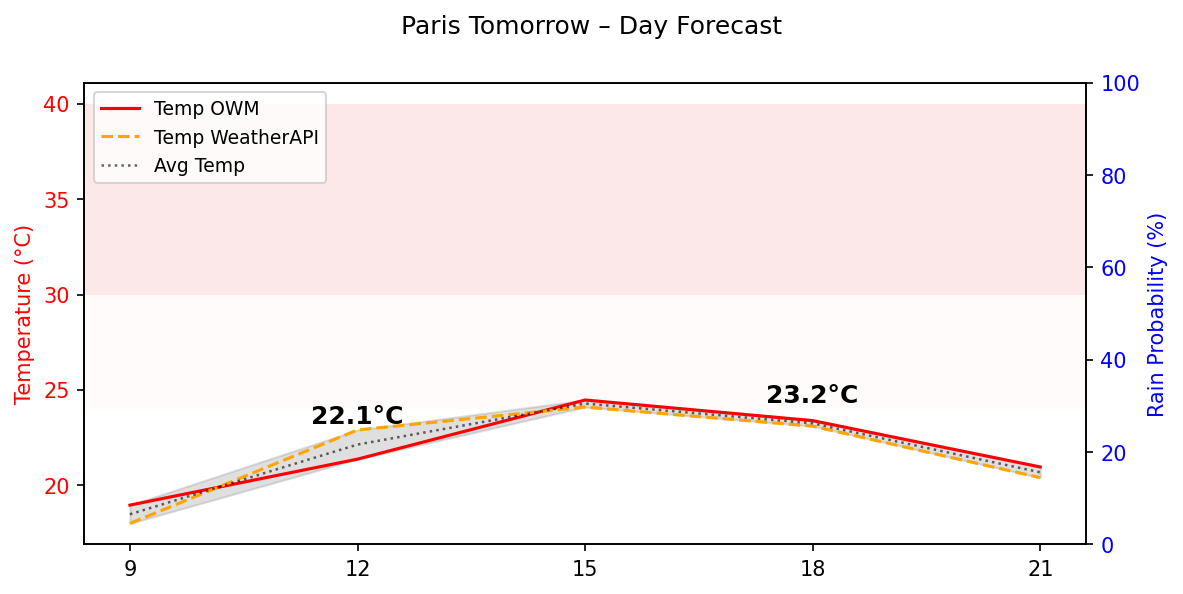 Paris Tomorrow – Day Forecast
Temp OWM
Temp WeatherAPI
Avg Temp
Temperature (°C)
40
35
30
25
20
22.1°C
23.2°C
100
80
60
40
20
0
Rain Probability (%)
9
12
15
18
21